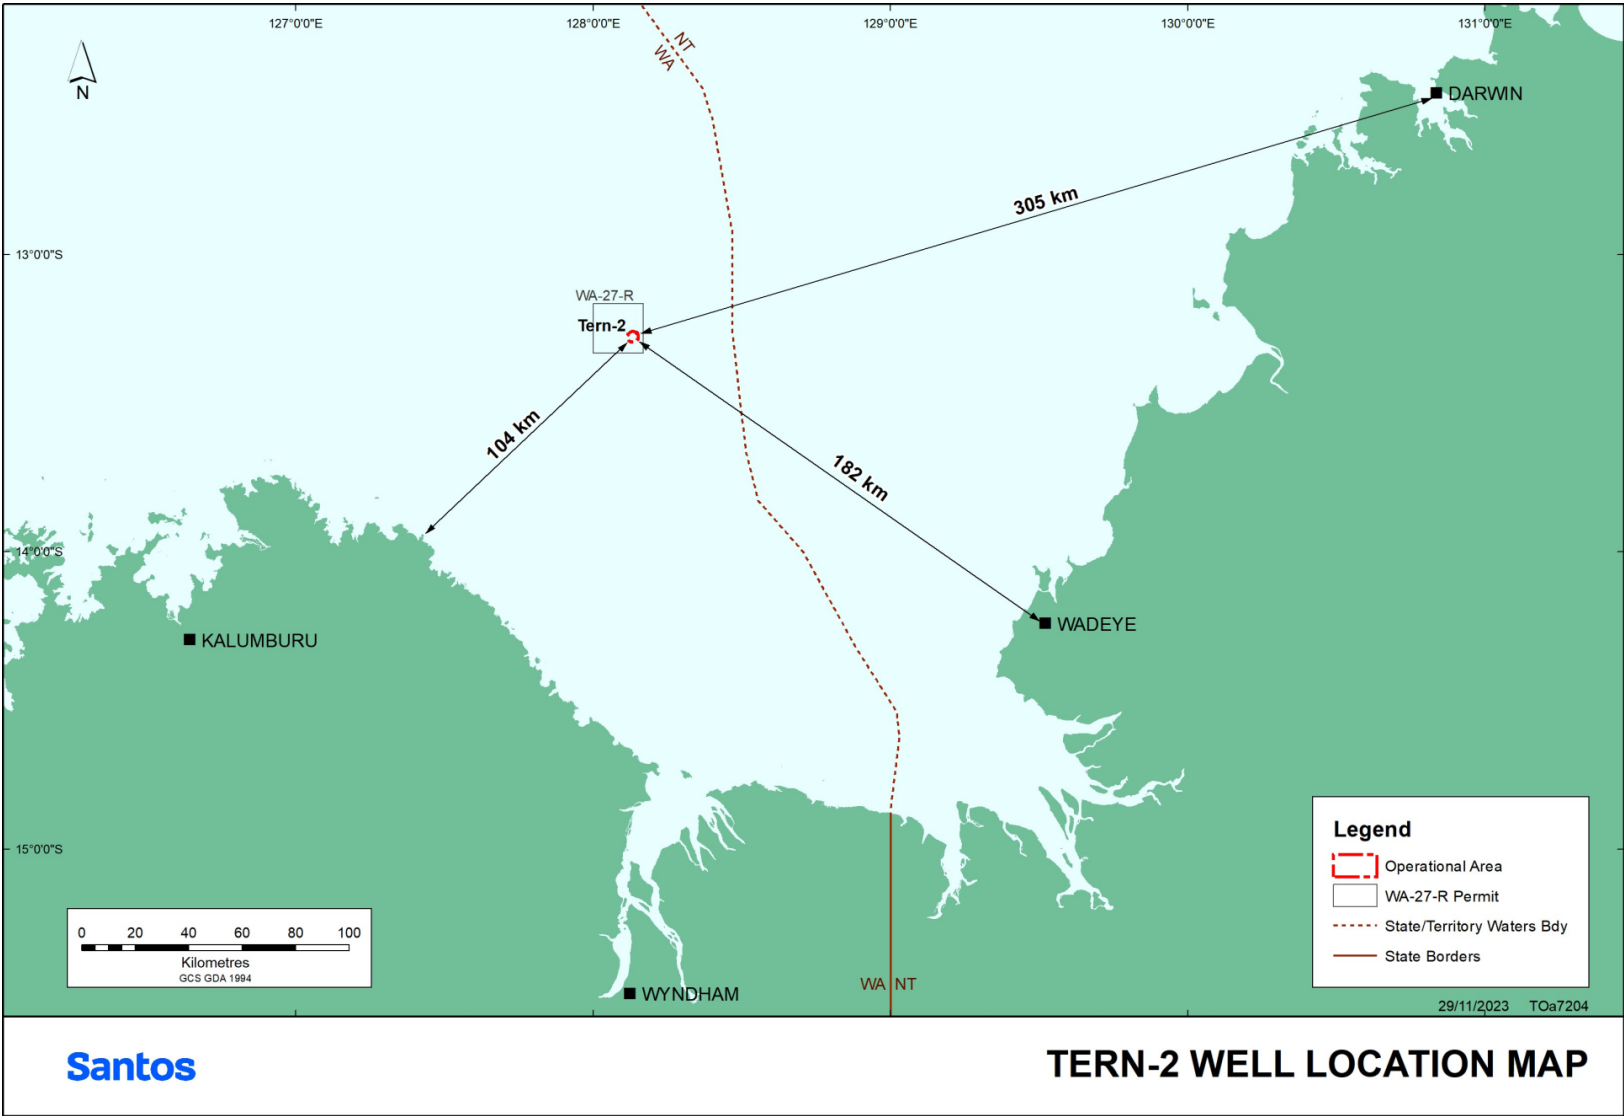 127°0'0"E
128°0'0"E
129°0'0"E
130°0'0"E
131°0'0"E
N
NT
WA
DARWIN
305 km
13°0'0"S
WA-27-R
Tern-2
104 km
182 km
14°0'0"S
KALUMBURU
WADEYE
15°0'0"S
Legend
Operational Area
WA-27-R Permit
State/Territory Waters Bdy
State Borders
0 20 40 60 80 100
Kilometres
GCS GDA 1994
WYNDHAM
WA NT
29/11/2023 TOa7204
Santos
TERN-2 WELL LOCATION MAP